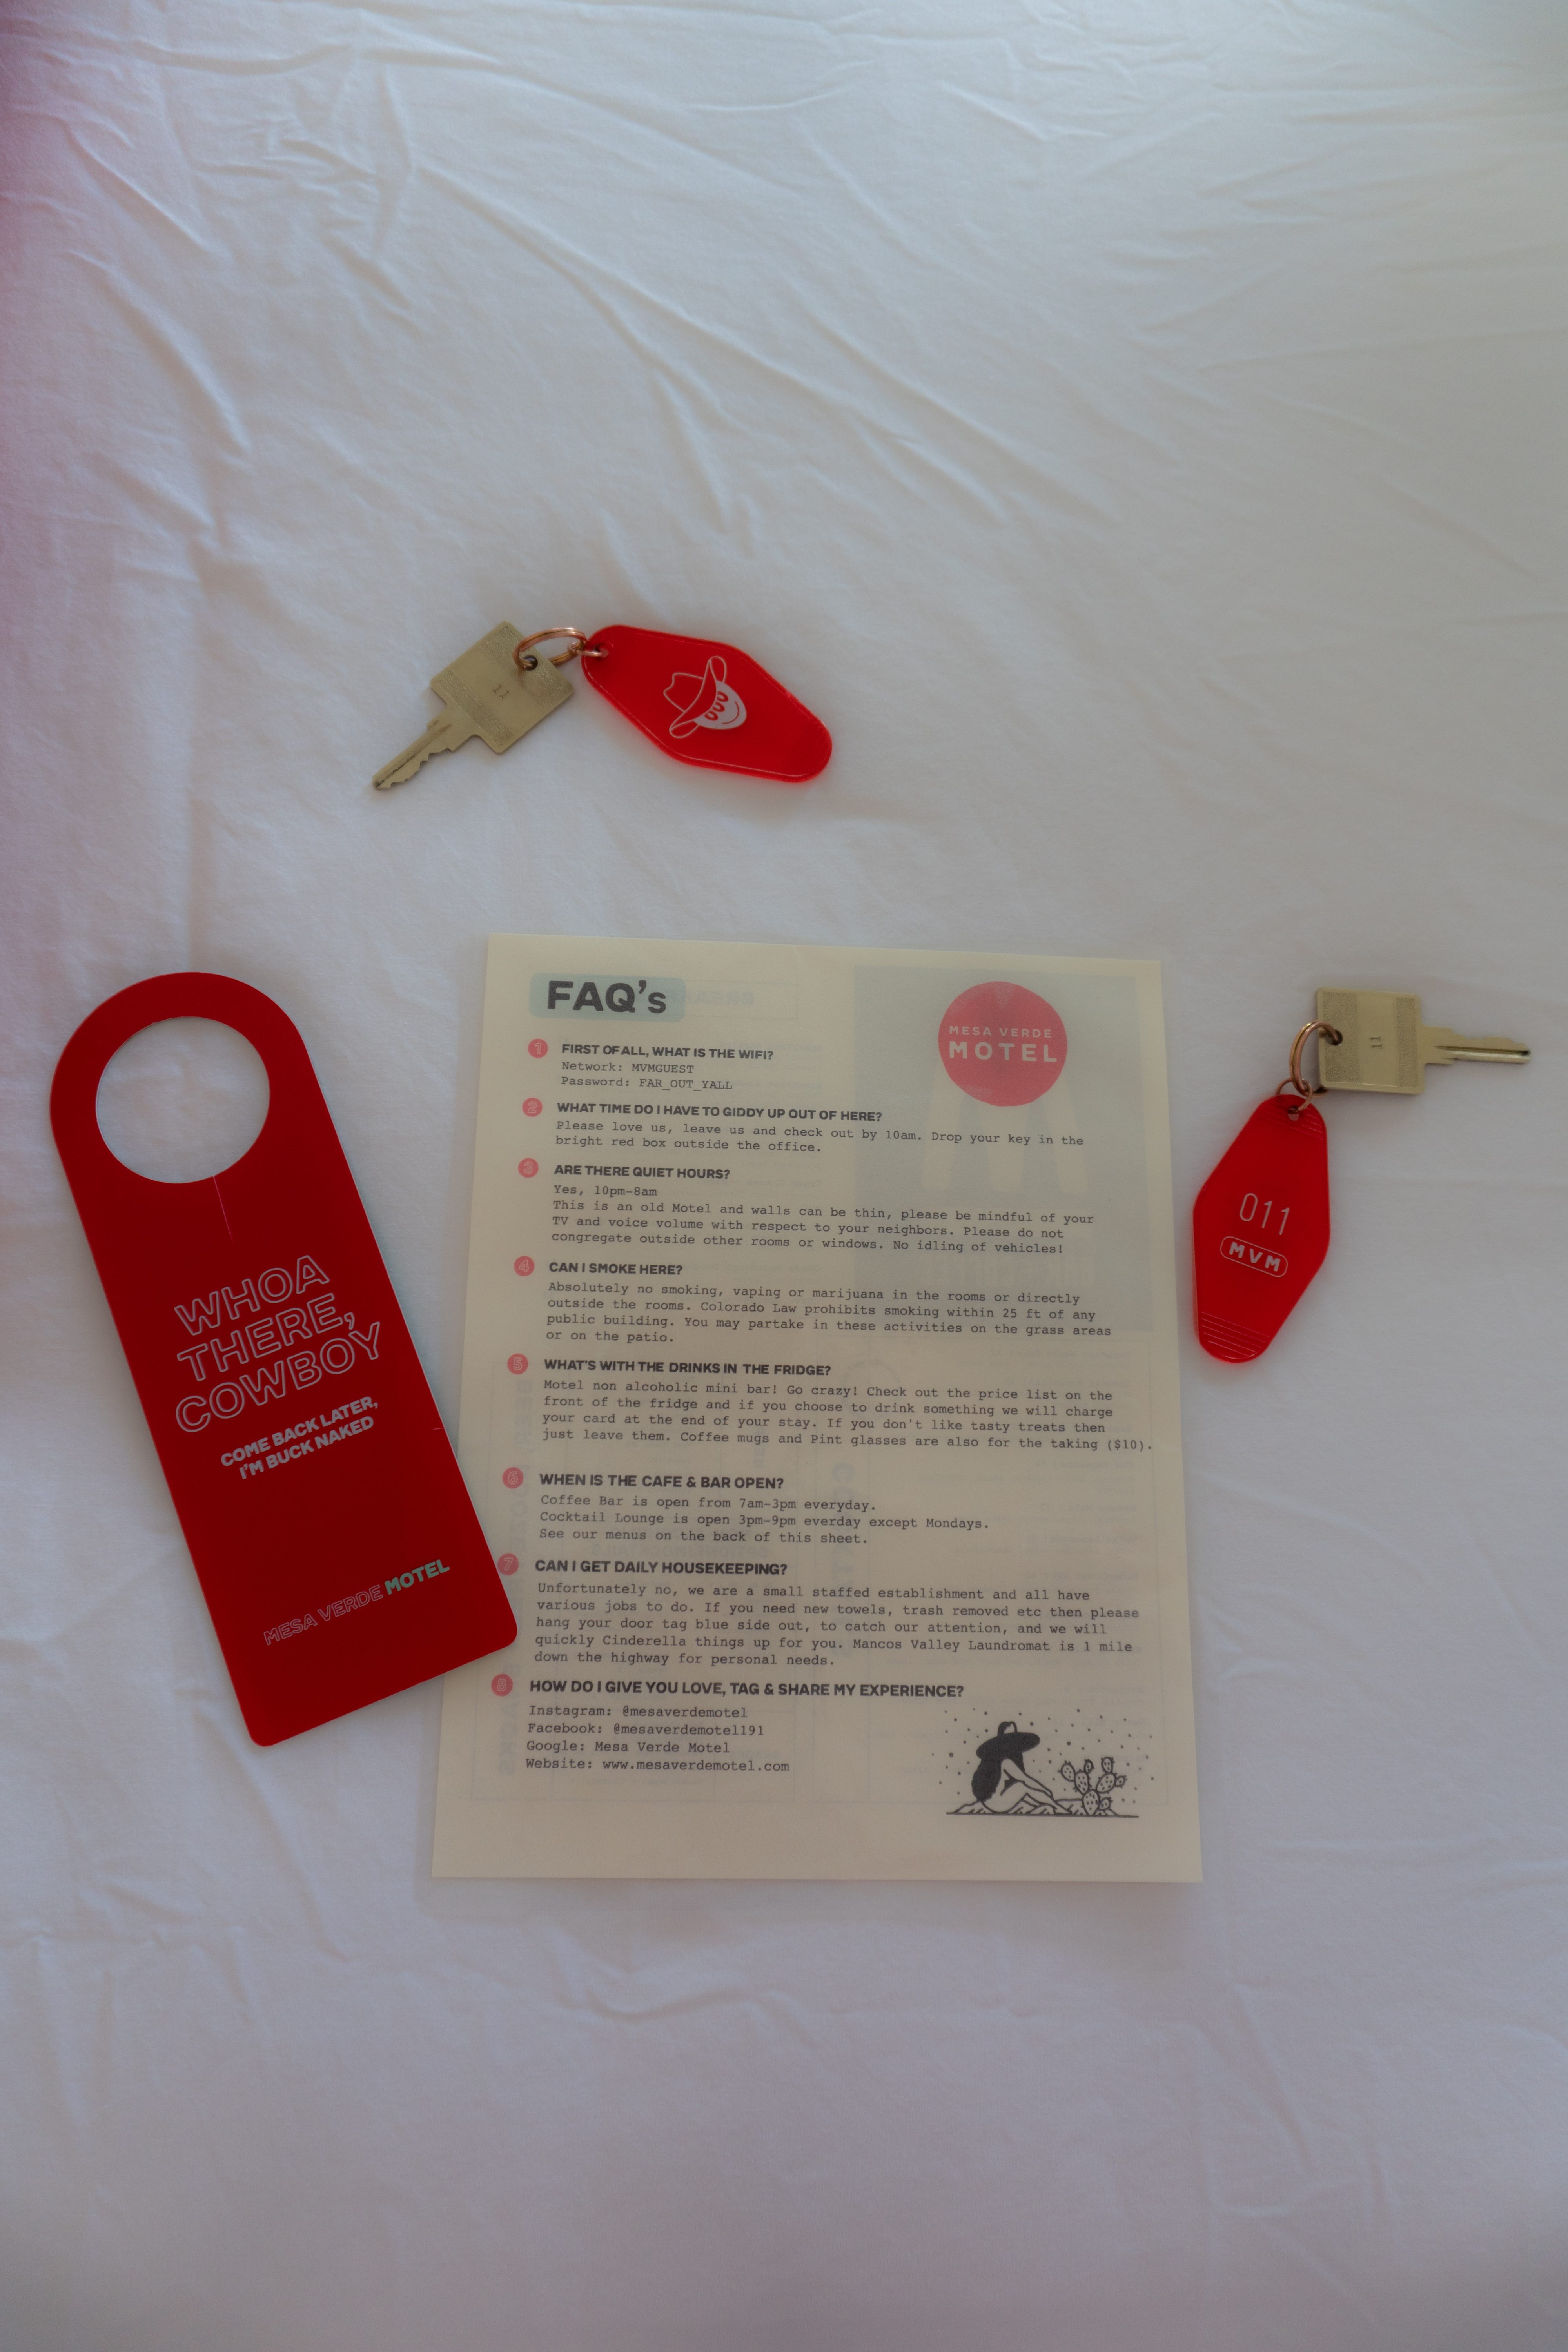 11
FAQ's
MESA VERDE
MOTEL
1 FIRST OF ALL, WHAT IS THE WIFI?
Network: MVMGUEST
Password: FAR_OUT_YALL
2 WHAT TIME DO I HAVE TO GIDDY UP OUT OF HERE?
Please love us, leave us and check out by 10am. Drop your key in the
bright red box outside the office.
3 ARE THERE QUIET HOURS?
Yes, 10pm-8am
This is an old Motel and walls can be thin, please be mindful of your
TV and voice volume with respect to your neighbors. Please do not
congregate outside other rooms or windows. No idling of vehicles!
4 CAN I SMOKE HERE?
Absolutely no smoking, vaping or marijuana in the rooms or directly
outside the rooms. Colorado Law prohibits smoking within 25 ft of any
public building. You may partake in these activities on the grass areas
or on the patio.
5 WHAT'S WITH THE DRINKS IN THE FRIDGE?
Motel non alcoholic mini bar! Go crazy! Check out the price list on the
front of the fridge and if you choose to drink something we will charge
your card at the end of your stay. If you don't like tasty treats then
just leave them. Coffee mugs and Pint glasses are also for the taking ($10).
6 WHEN IS THE CAFE & BAR OPEN?
Coffee Bar is open from 7am-3pm everyday.
Cocktail Lounge is open 3pm-9pm everday except Mondays.
See our menus on the back of this sheet.
7 CAN I GET DAILY HOUSEKEEPING?
Unfortunately no, we are a small staffed establishment and all have
various jobs to do. If you need new towels, trash removed etc then please
hang your door tag blue side out, to catch our attention, and we will
quickly Cinderella things up for you. Mancos Valley Laundromat is 1 mile
down the highway for personal needs.
8 HOW DO I GIVE YOU LOVE, TAG & SHARE MY EXPERIENCE?
Instagram: @mesaverdemotel
Facebook: @mesaverdemotel191
Google: Mesa Verde Motel
Website: www.mesaverdemotel.com
WHOA
THERE,
COWBOY
COME BACK LATER,
I'M BUCK NAKED
MESA VERDE MOTEL
11
011
MVM